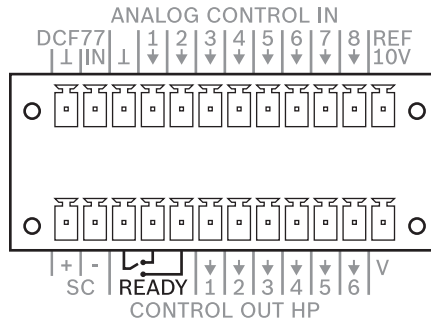 ANALOG CONTROL IN
DCF77 1 2 3 4 5 6 7 8 REF
⊥ IN ⊥ ↓ ↓ ↓ ↓ ↓ ↓ ↓ ↓ 10V
+ - ↓ ↓ ↓ ↓ ↓ ↓ V
SC READY 1 2 3 4 5 6
CONTROL OUT HP